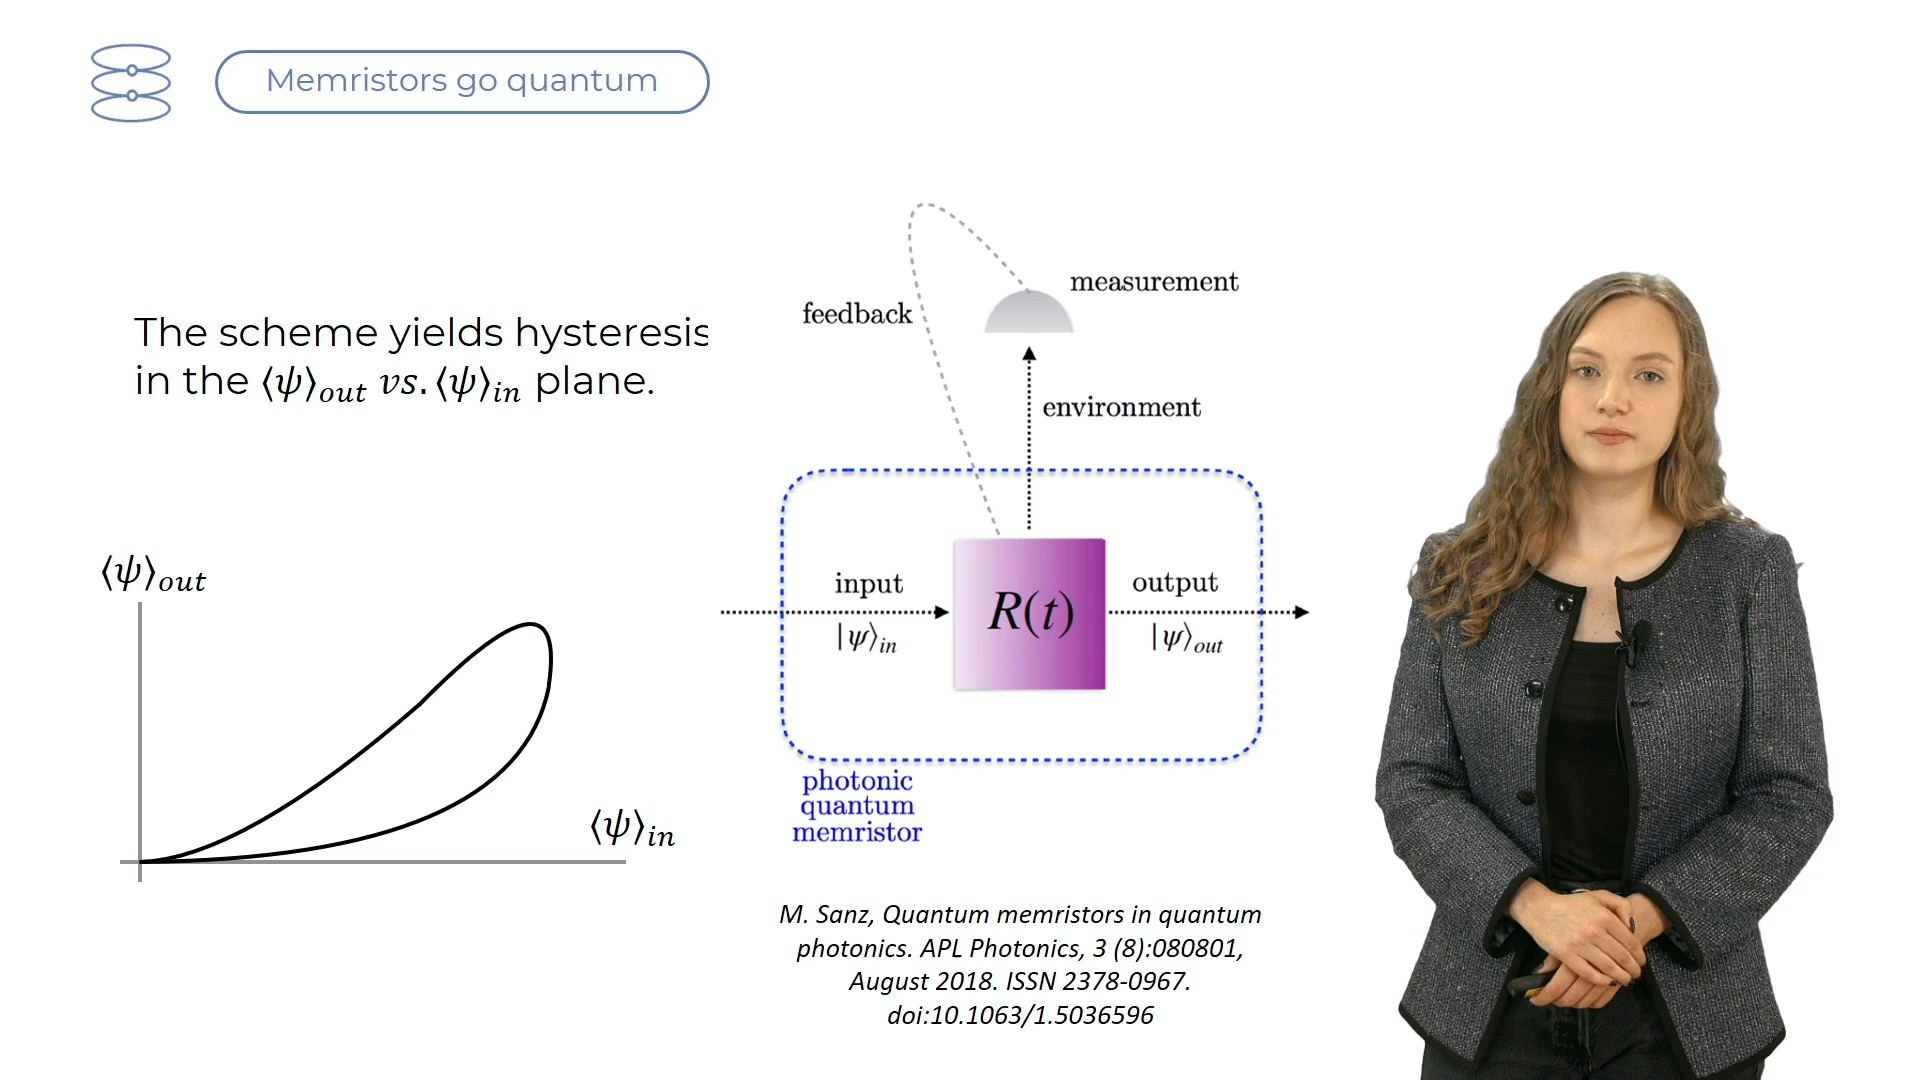 Memristors go quantum
The scheme yields hysteresis
in the ⟨ψ⟩out vs. ⟨ψ⟩in plane.
⟨ψ⟩out
⟨ψ⟩in
measurement
feedback
environment
input
output
R(t)
|ψ⟩in
|ψ⟩out
photonic
quantum
memristor
M. Sanz, Quantum memristors in quantum
photonics. APL Photonics, 3 (8):080801,
August 2018. ISSN 2378-0967.
doi:10.1063/1.5036596